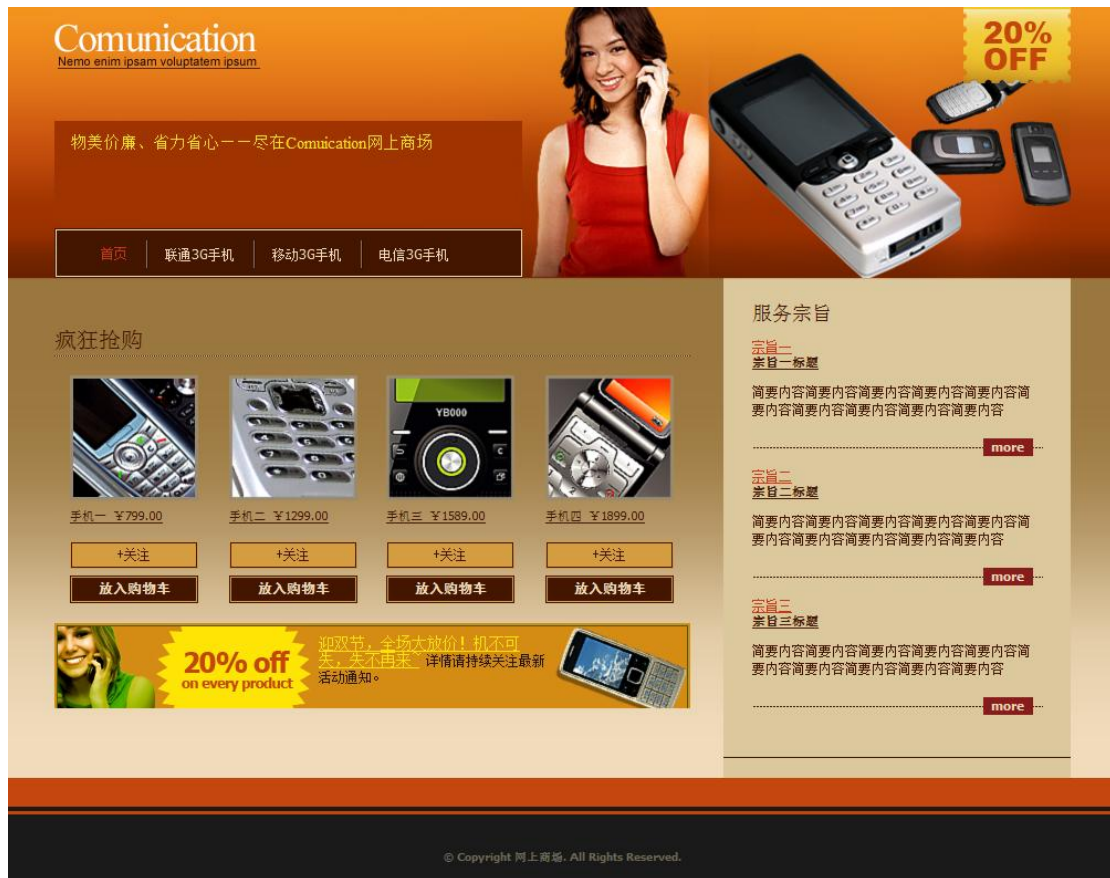 Comunication
Nemo enim ipsam voluptatem ipsum
20%
OFF
物美价廉、省力省心——尽在Comuication网上商场
首页
联通3G手机
移动3G手机
电信3G手机
疯狂抢购
YB000
手机一 ¥799.00
手机二 ¥1299.00
手机三 ¥1589.00
手机四 ¥1899.00
+关注
+关注
+关注
+关注
放入购物车
放入购物车
放入购物车
放入购物车
20% off
on every product
迎双节，全场大放价！机不可
失，失不再来~ 详情请持续关注最新
活动通知。
服务宗旨
宗旨一
宗旨一标题
简要内容简要内容简要内容简要内容简要内容简
要内容简要内容简要内容简要内容简要内容
more
宗旨二
宗旨二标题
简要内容简要内容简要内容简要内容简要内容简
要内容简要内容简要内容简要内容简要内容
more
宗旨三
宗旨三标题
简要内容简要内容简要内容简要内容简要内容简
要内容简要内容简要内容简要内容简要内容
more
© Copyright 网上商场. All Rights Reserved.